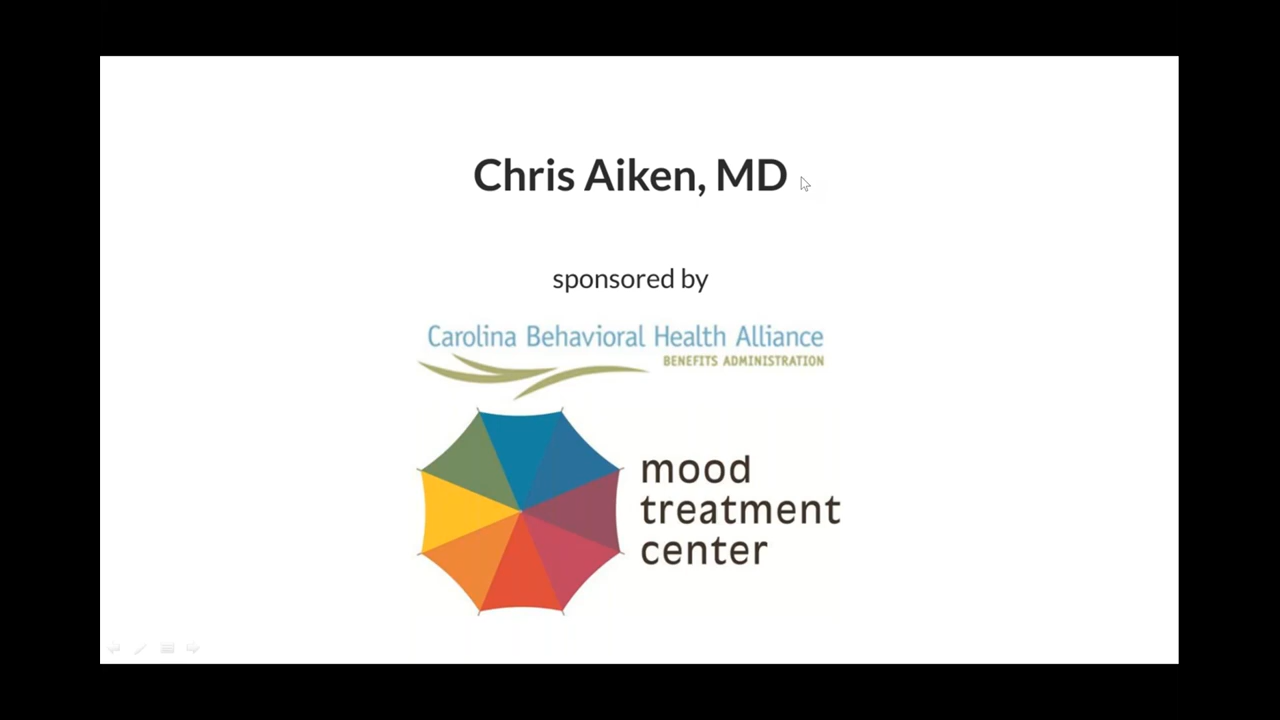 Chris Aiken, MD
sponsored by
Carolina Behavioral Health Alliance
BENEFITS ADMINISTRATION
mood
treatment
center